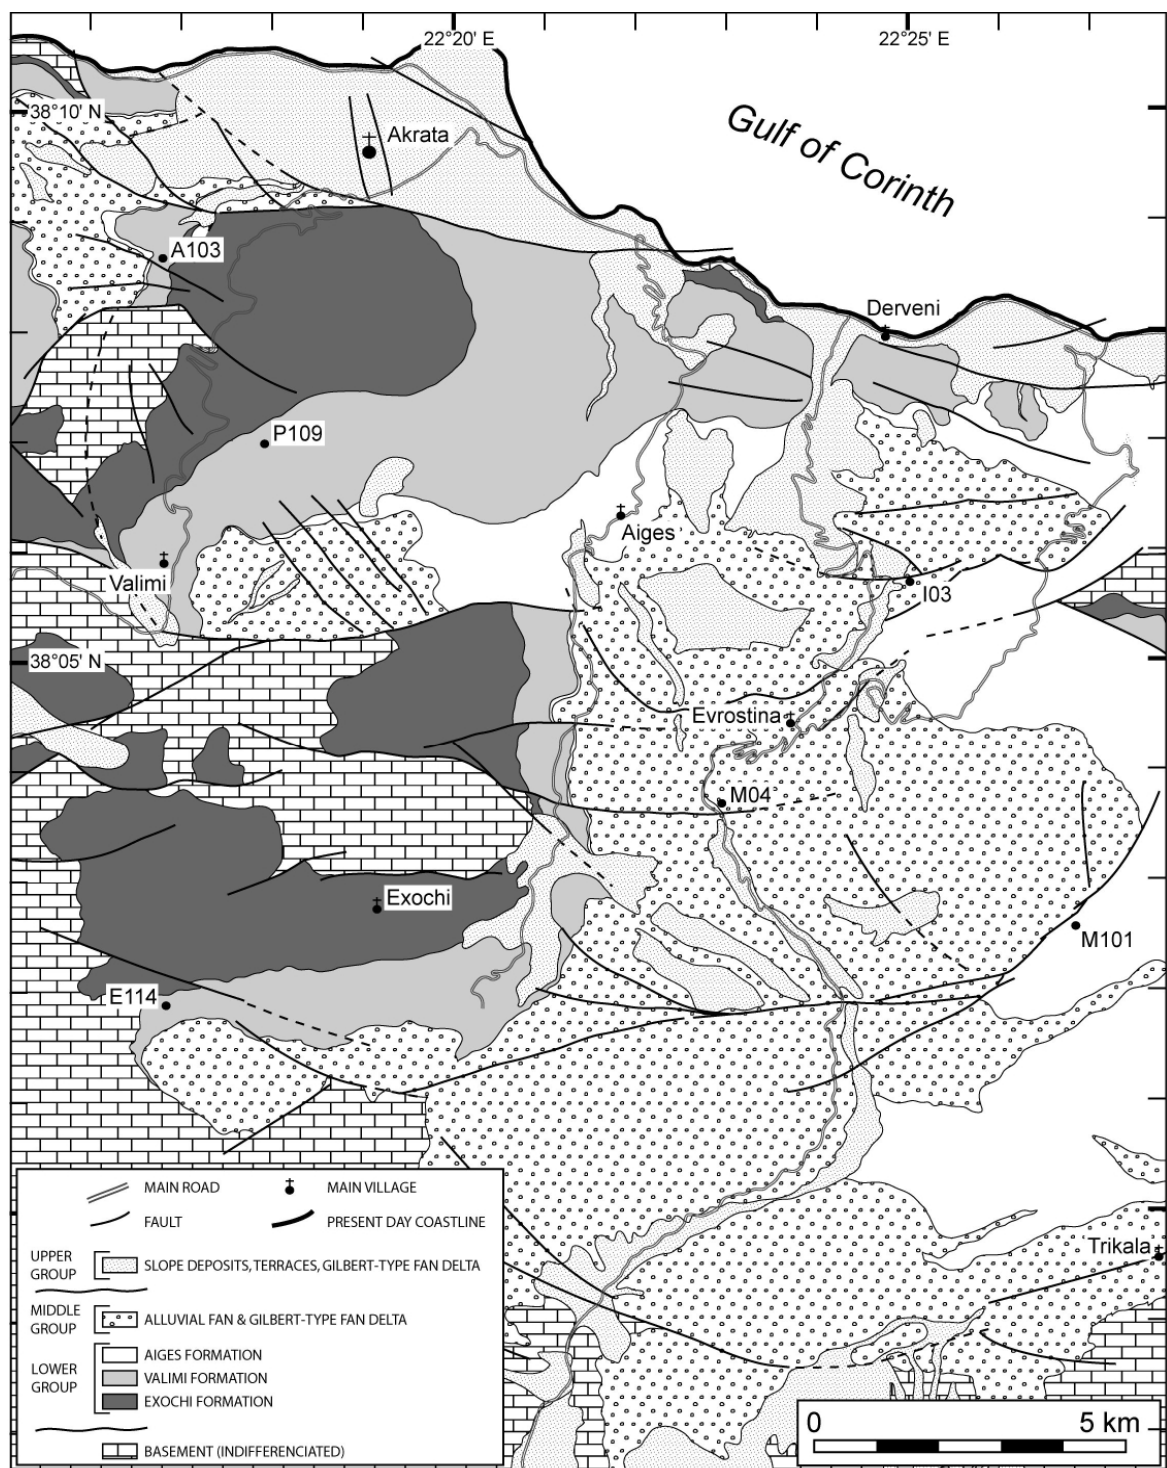 22°20' E
22°25' E
38°10' N
Akrata
Gulf of
Corinth
A103
Derveni
P109
Aiges
Valimi
I03
38°05' N
Evrostina
M04
Exochi
M101
E114
Trikala
MAIN ROAD
MAIN VILLAGE
FAULT
PRESENT DAY COASTLINE
UPPER
GROUP
SLOPE DEPOSITS, TERRACES, GILBERT-TYPE FAN DELTA
MIDDLE
GROUP
ALLUVIAL FAN & GILBERT-TYPE FAN DELTA
LOWER
GROUP
AIGES FORMATION
VALIMI FORMATION
EXOCHI FORMATION
BASEMENT (INDIFFERENCIATED)
0 5 km